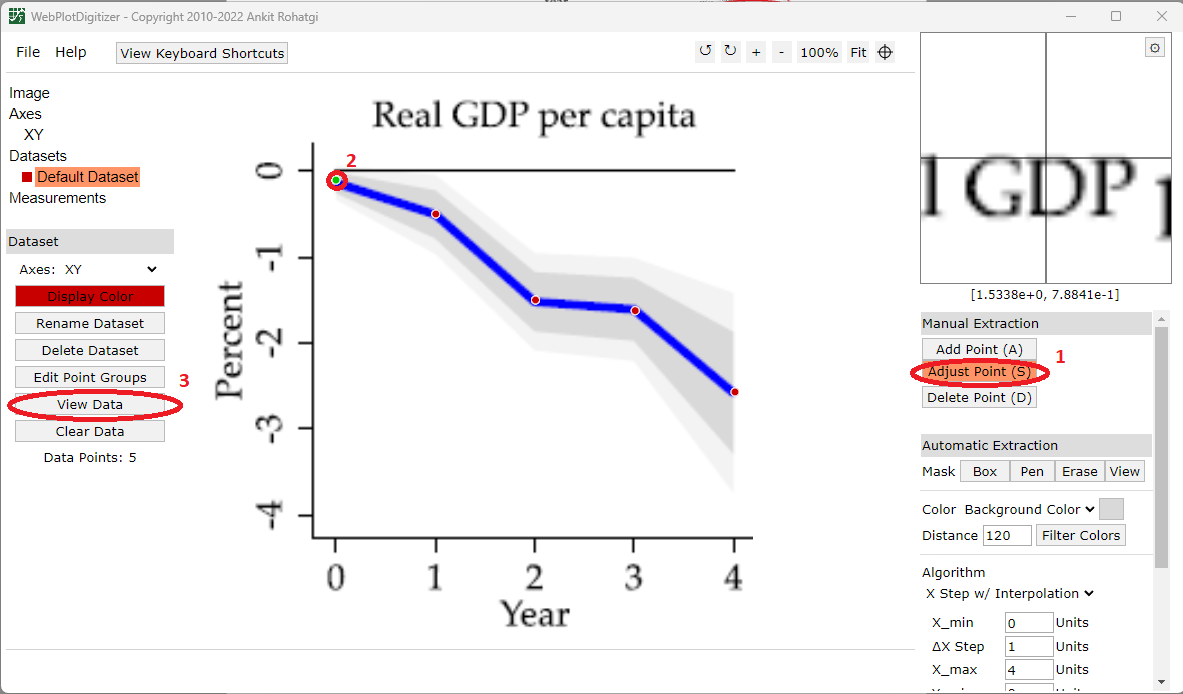 Year
WebPlotDigitizer - Copyright 2010-2022 Ankit Rohatgi
File Help View Keyboard Shortcuts ↺ ↻ + - 100% Fit
Image
Axes
XY
Datasets
Default Dataset
Measurements
Dataset
Axes: XY
Display Color
Rename Dataset
Delete Dataset
Edit Point Groups
3
View Data
Clear Data
Data Points: 5
Real GDP per capita
2
0
-1
-2
-3
-4
Percent
0 1 2 3 4
Year
l GDP
[1.5338e+0, 7.8841e-1]
Manual Extraction
Add Point (A)
1
Adjust Point (S)
Delete Point (D)
Automatic Extraction
Mask Box Pen Erase View
Color Background Color
Distance 120 Filter Colors
Algorithm
X Step w/ Interpolation
X_min 0 Units
ΔX Step 1 Units
X_max 4 Units